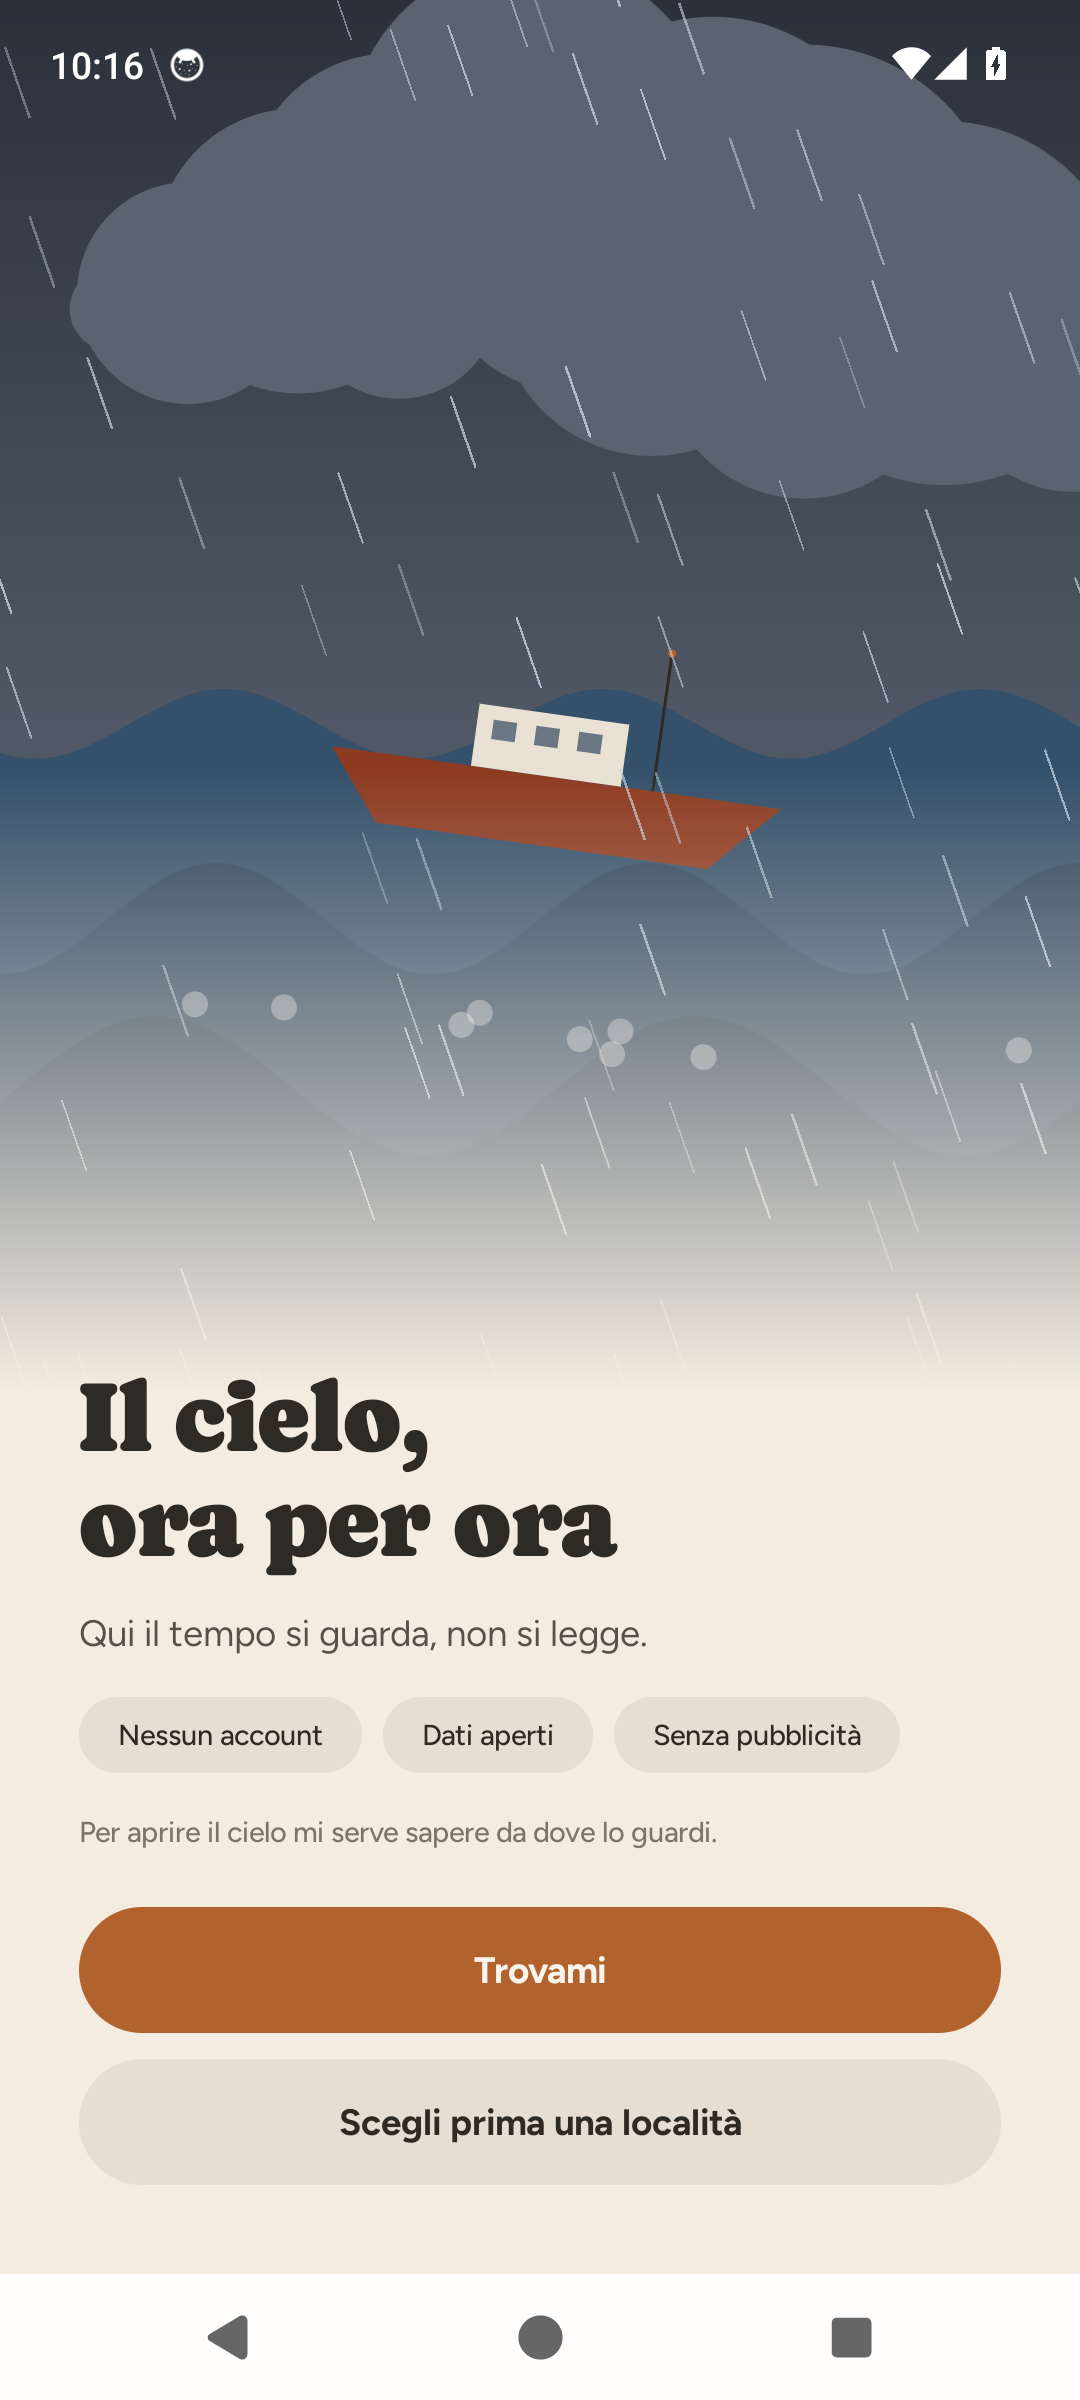 10:16
Il cielo,
ora per ora
Qui il tempo si guarda, non si legge.
Nessun account
Dati aperti
Senza pubblicità
Per aprire il cielo mi serve sapere da dove lo guardi.
Trovami
Scegli prima una località